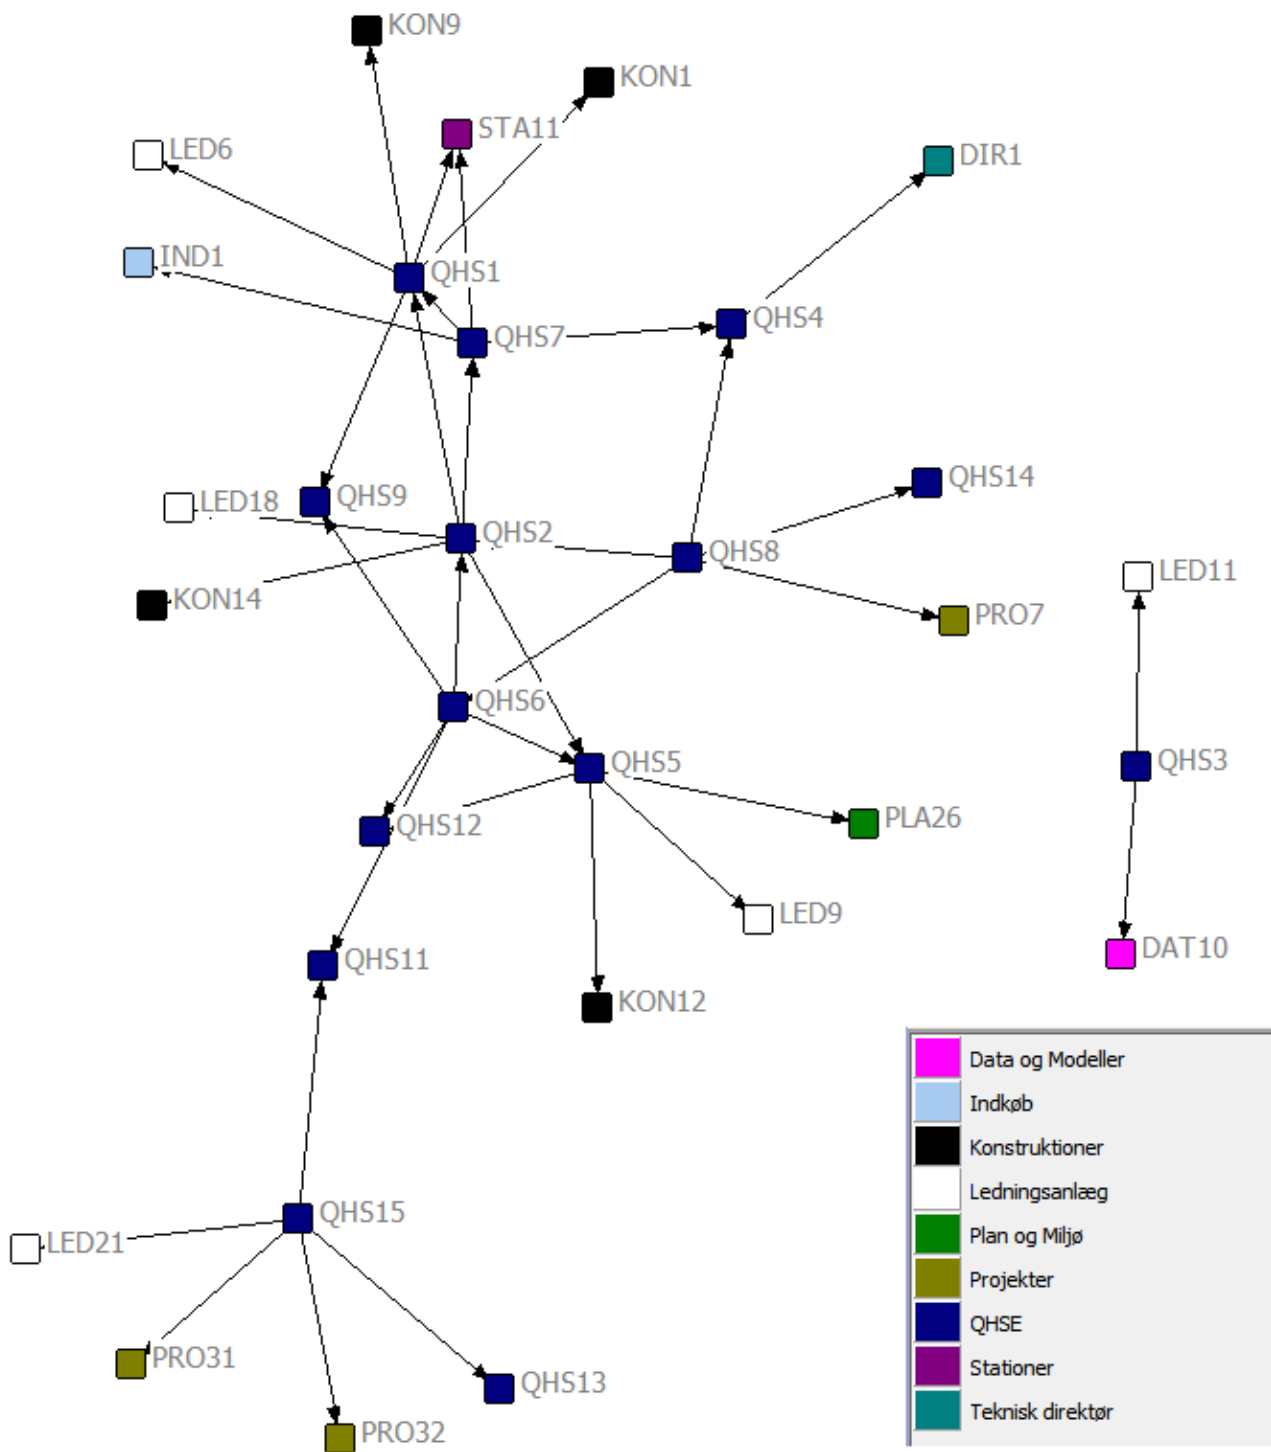 KON9
KON1
STA11
LED6
DIR1
IND1
QHS1
QHS4
QHS7
QHS14
QHS9
LED18
QHS2
QHS8
LED11
KON14
PRO7
QHS6
QHS5
QHS3
QHS12
PLA26
LED9
DAT10
QHS11
KON12
QHS15
LED21
PRO31
QHS13
PRO32
Data og Modeller
Indkøb
Konstruktioner
Ledningsanlæg
Plan og Miljø
Projekter
QHSE
Stationer
Teknisk direktør